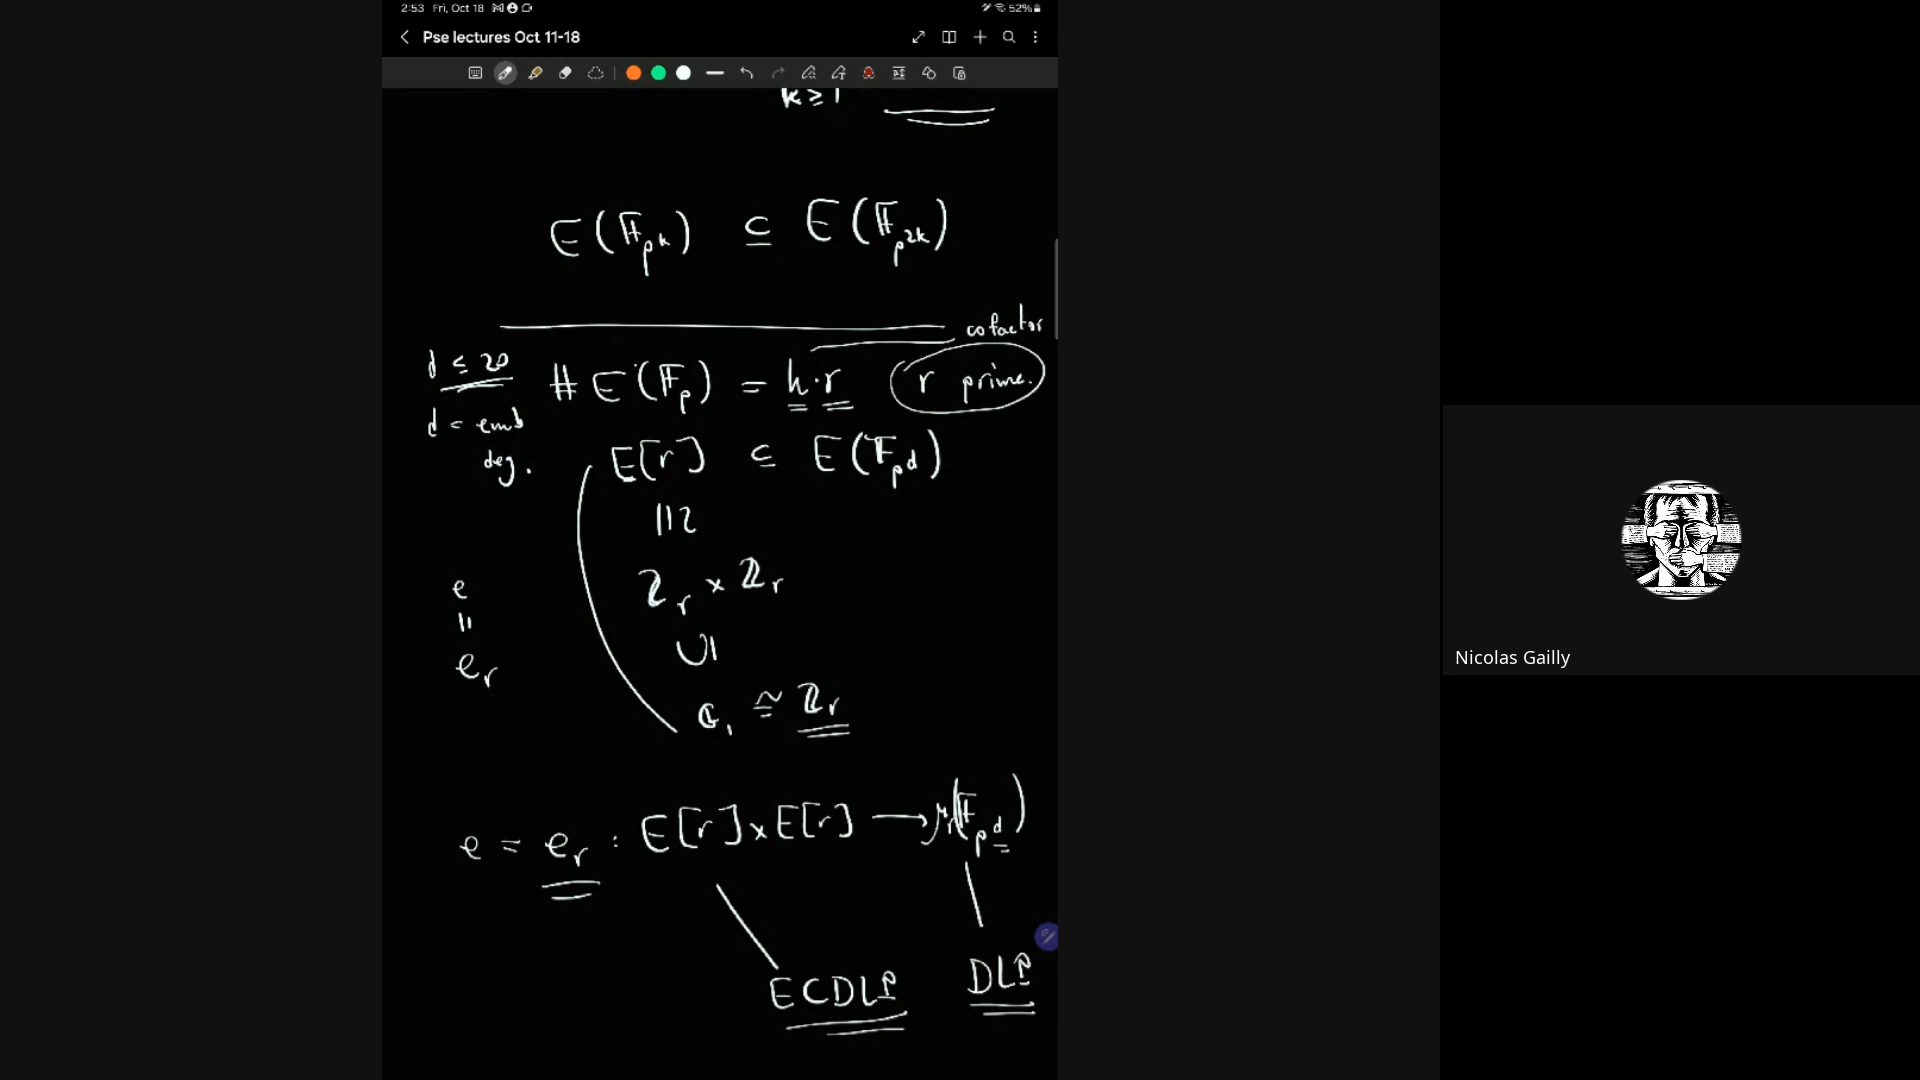 2:53 Fri, Oct 18 52%
Pse lectures Oct 11-18
k ≥ 1
E(𝔽_{p^k}) ⊆ E(𝔽_{p^{2k}})
cofactor
d ≤ 20
# E(𝔽_p) = h·r
r prime.
d = emb deg.
E[r] ⊆ E(𝔽_{p^d})
≅
ℤ_r × ℤ_r
∪|
G_1 ≅ ℤ_r
e
=
e_r
e = e_r : E[r] × E[r] → μ_r(𝔽_{p^d})
ECDLP DLP
Nicolas Gailly